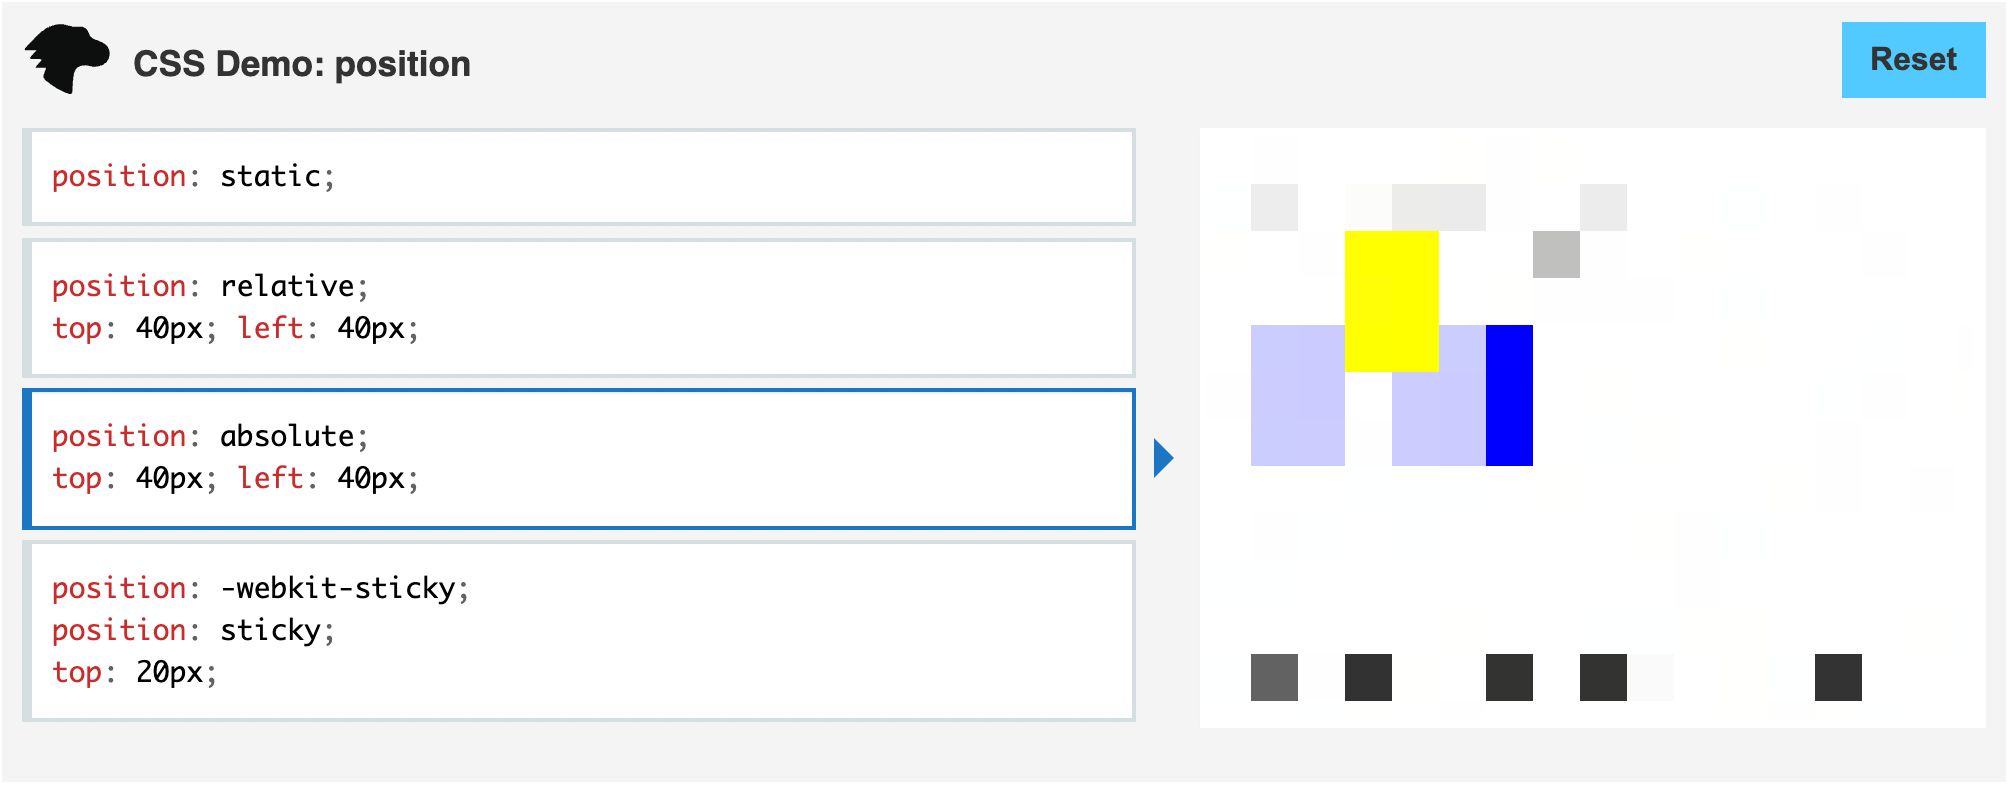 CSS Demo: position
Reset
position: static;
position: relative;
top: 40px; left: 40px;
position: absolute;
top: 40px; left: 40px;
position: -webkit-sticky;
position: sticky;
top: 20px;